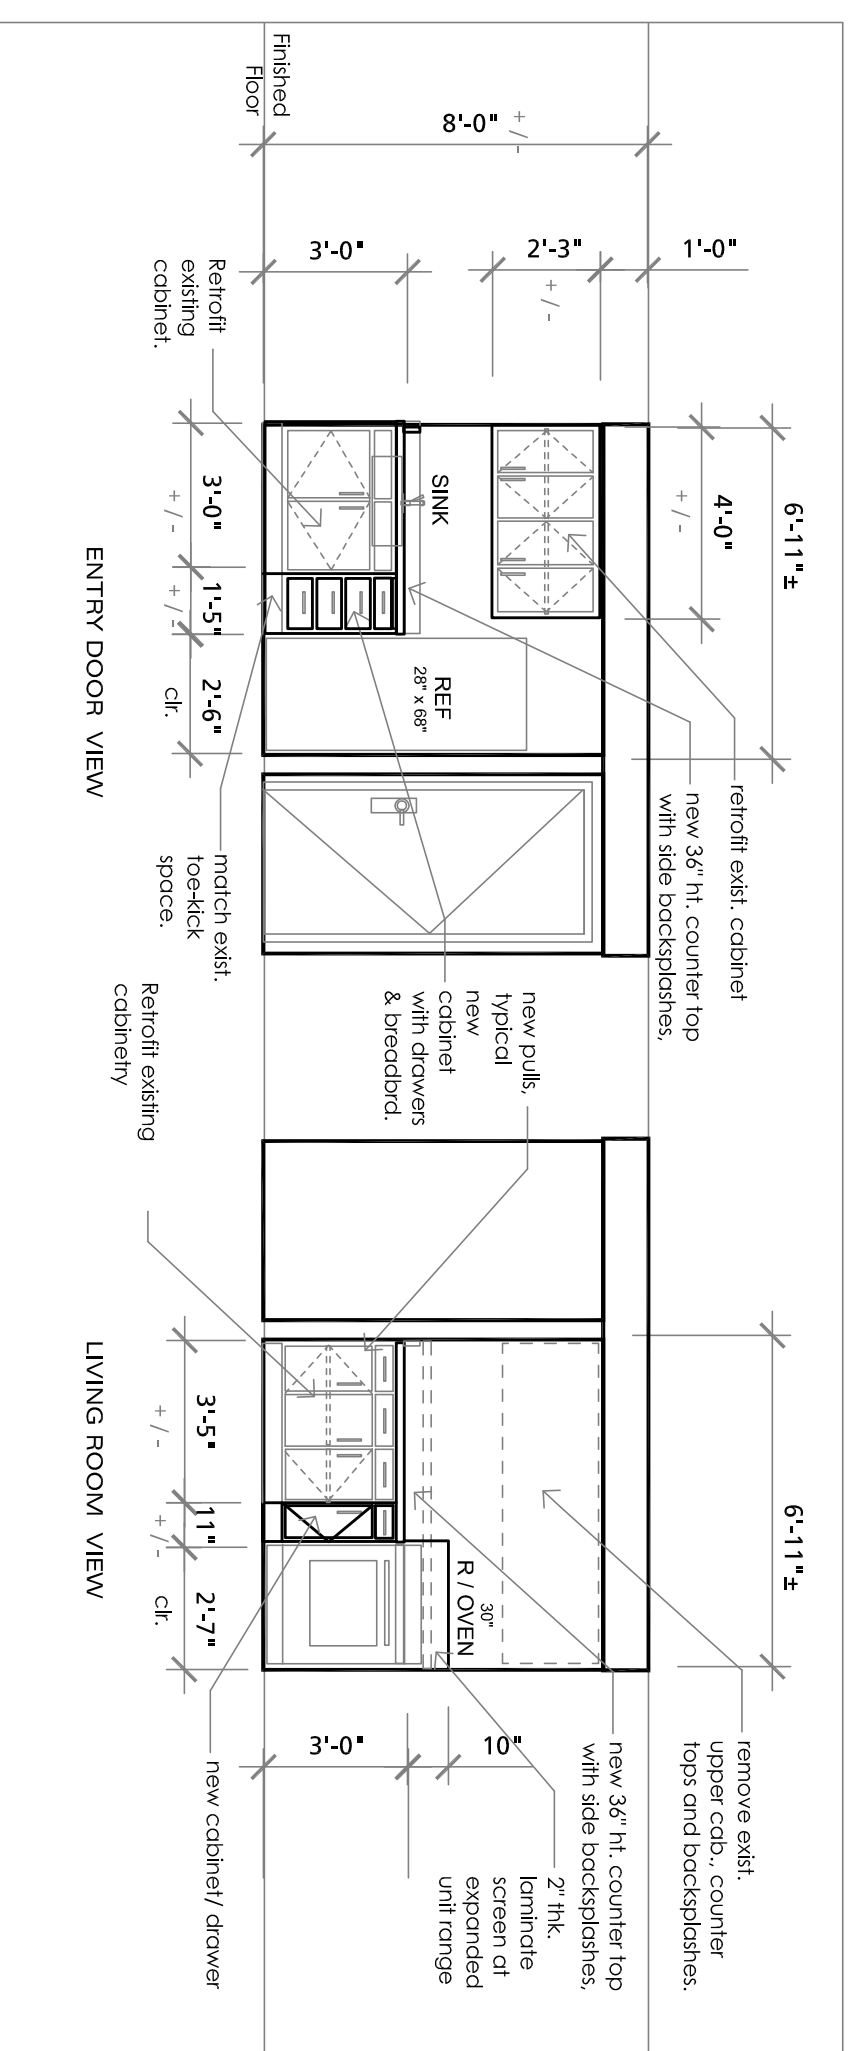 Finished
Floor
8'-0"
+ / -
3'-0"
2'-3"
+ / -
1'-0"
Retrofit
existing
cabinet.
6'-11"±
4'-0"
+ / -
SINK
REF
28" x 68"
3'-0"
+ / -
1'-5"
+ / -
2'-6"
clr.
ENTRY DOOR VIEW
retrofit exist. cabinet
new 36" ht. counter top
with side backsplashes,
new pulls,
typical
new
cabinet
with drawers
& breadbrd.
match exist.
toe-kick
space.
Retrofit existing
cabinetry
6'-11"±
30"
R / OVEN
3'-5"
+ / -
11"
+ / -
2'-7"
clr.
LIVING ROOM VIEW
3'-0"
10"
remove exist.
upper cab., counter
tops and backsplashes.
new 36" ht. counter top
with side backsplashes,
2" thk.
laminate
screen at
expanded
unit range
new cabinet/ drawer